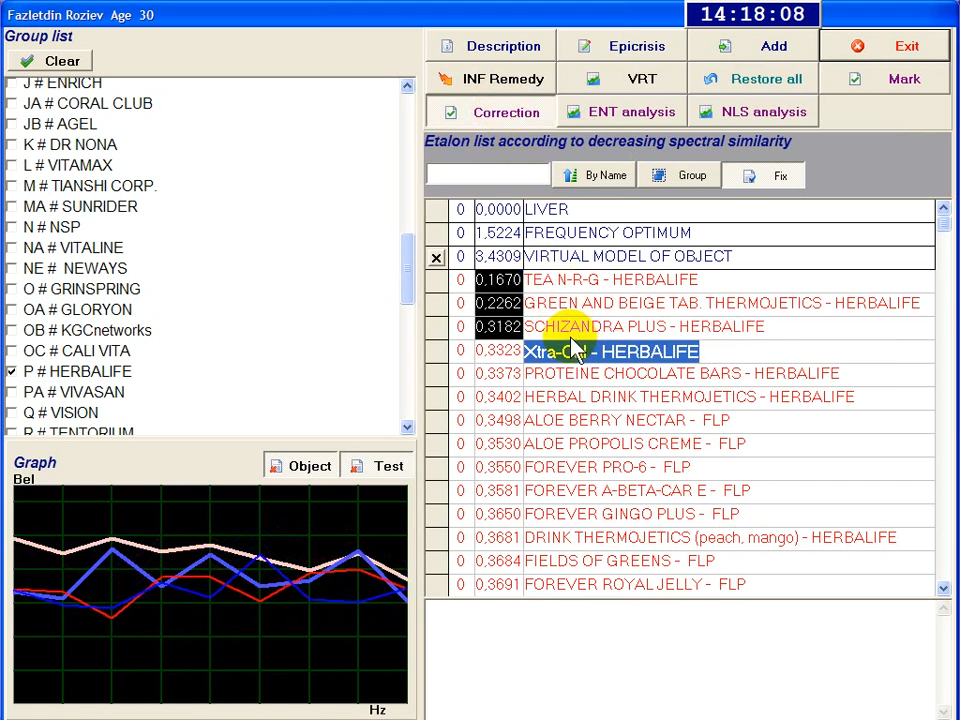 Fazletdin Roziev Age 30
14:18:08
Group list
Clear
J # ENRICH
JA # CORAL CLUB
JB # AGEL
K # DR NONA
L # VITAMAX
M # TIANSHI CORP.
MA # SUNRIDER
N # NSP
NA # VITALINE
NE # NEWAYS
O # GRINSPRING
OA # GLORYON
OB # KGCnetworks
OC # CALI VITA
P # HERBALIFE
PA # VIVASAN
Q # VISION
R # TENTORIUM
Description
Epicrisis
Add
Exit
INF Remedy
VRT
Restore all
Mark
Correction
ENT analysis
NLS analysis
Etalon list according to decreasing spectral similarity
By Name
Group
Fix
0 0,0000 LIVER
0 1,5224 FREQUENCY OPTIMUM
0 3,4309 VIRTUAL MODEL OF OBJECT
0 0,1670 TEA N-R-G - HERBALIFE
0 0,2262 GREEN AND BEIGE TAB. THERMOJETICS - HERBALIFE
0 0,3182 SCHIZANDRA PLUS - HERBALIFE
0 0,3323 Xtra-Cal - HERBALIFE
0 0,3373 PROTEINE CHOCOLATE BARS - HERBALIFE
0 0,3402 HERBAL DRINK THERMOJETICS - HERBALIFE
0 0,3498 ALOE BERRY NECTAR - FLP
0 0,3530 ALOE PROPOLIS CREME - FLP
0 0,3550 FOREVER PRO-6 - FLP
0 0,3581 FOREVER A-BETA-CAR E - FLP
0 0,3650 FOREVER GINGO PLUS - FLP
0 0,3681 DRINK THERMOJETICS (peach, mango) - HERBALIFE
0 0,3684 FIELDS OF GREENS - FLP
0 0,3691 FOREVER ROYAL JELLY - FLP
Graph
Object
Test
Bel
Hz